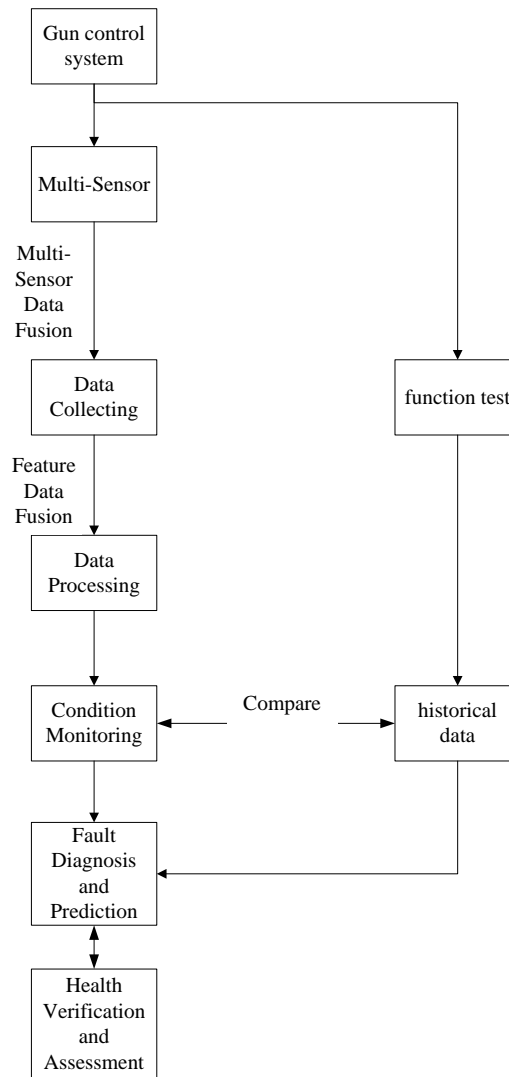 Gun control
system
Multi-Sensor
Multi-
Sensor
Data
Fusion
Data
Collecting
function test
Feature
Data
Fusion
Data
Processing
Condition
Monitoring
Compare
historical
data
Fault
Diagnosis
and
Prediction
Health
Verification
and
Assessment